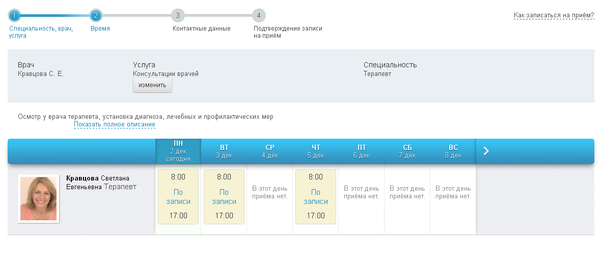 1 2 3 4
Специальность, врач, услуга
Время
Контактные данные
Подтверждение записи на приём
Как записаться на приём?
Врач
Кравцова С. Е.
Услуга
Консультации врачей
изменить
Специальность
Терапевт
Осмотр у врача терапевта, установка диагноза, лечебных и профилактических мер
Показать полное описание
ПН
2 дек
сегодня
ВТ
3 дек
СР
4 дек
ЧТ
5 дек
ПТ
6 дек
СБ
7 дек
ВС
8 дек
Кравцова Светлана
Евгеньевна Терапевт
8:00
По
записи
17:00
8:00
По
записи
17:00
В этот день
приёма нет.
8:00
По
записи
17:00
В этот день
приёма нет.
В этот день
приёма нет.
В этот день
приёма нет.